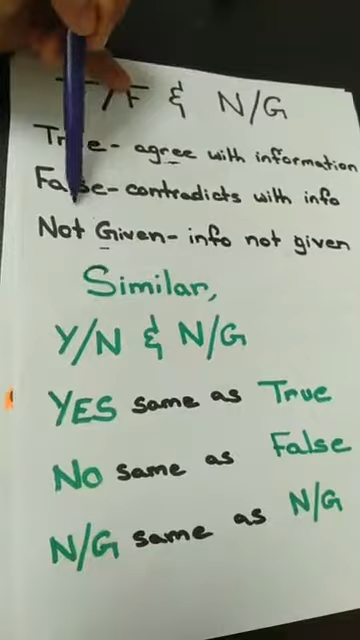 T/F & N/G
True- agree with information
False- contradicts with info
Not Given- info not given
Similar,
Y/N & N/G
YES same as True
No same as False
N/G same as N/G